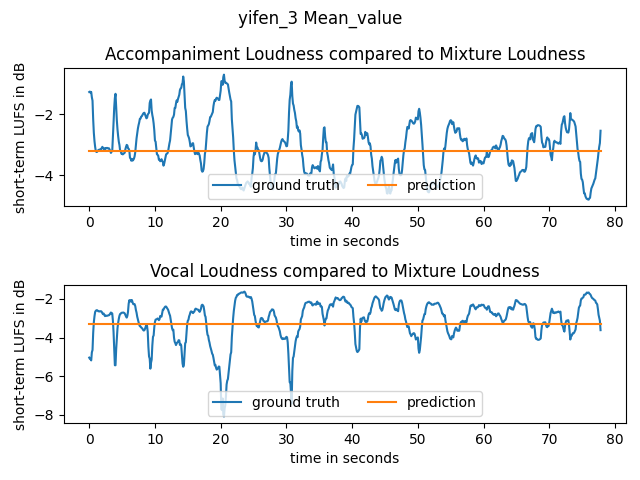 yifen_3 Mean_value
Accompaniment Loudness compared to Mixture Loudness
short-term LUFS in dB
−2
−4
ground truth
prediction
0 10 20 30 40 50 60 70 80
time in seconds
Vocal Loudness compared to Mixture Loudness
short-term LUFS in dB
−2
−4
−6
−8
ground truth
prediction
0 10 20 30 40 50 60 70 80
time in seconds